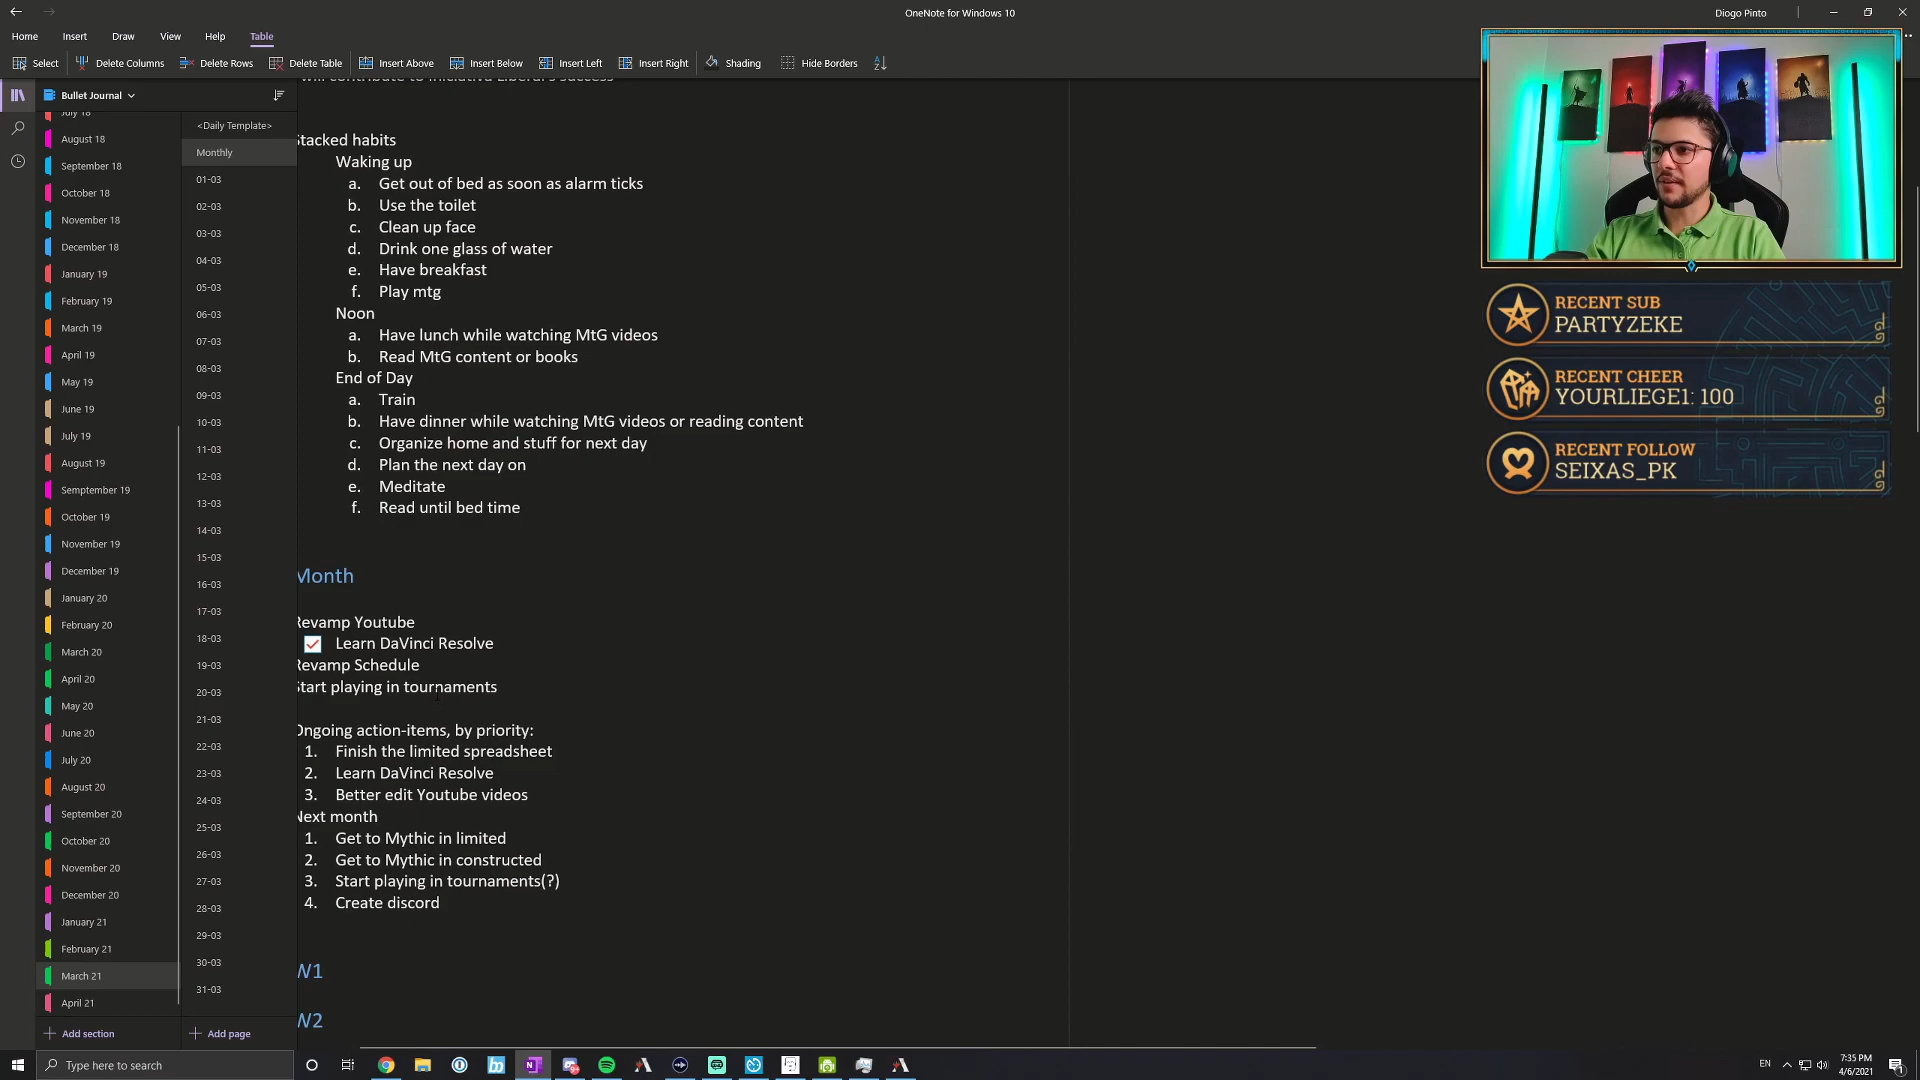 OneNote for Windows 10
Diogo Pinto
Home
Insert
Draw
View
Help
Table
Select
Delete Columns
Delete Rows
Delete Table
Insert Above
Insert Below
Insert Left
Insert Right
Shading
Hide Borders
Bullet Journal
July 18
August 18
September 18
October 18
November 18
December 18
January 19
February 19
March 19
April 19
May 19
June 19
July 19
August 19
Semptember 19
October 19
November 19
December 19
January 20
February 20
March 20
April 20
May 20
June 20
July 20
August 20
September 20
October 20
November 20
December 20
January 21
February 21
March 21
April 21
Add section
<Daily Template>
Monthly
01-03
02-03
03-03
04-03
05-03
06-03
07-03
08-03
09-03
10-03
11-03
12-03
13-03
14-03
15-03
16-03
17-03
18-03
19-03
20-03
21-03
22-03
23-03
24-03
25-03
26-03
27-03
28-03
29-03
30-03
31-03
Add page
will contribute to Iniciativa Liberal's success
Stacked habits
Waking up
a. Get out of bed as soon as alarm ticks
b. Use the toilet
c. Clean up face
d. Drink one glass of water
e. Have breakfast
f. Play mtg
Noon
a. Have lunch while watching MtG videos
b. Read MtG content or books
End of Day
a. Train
b. Have dinner while watching MtG videos or reading content
c. Organize home and stuff for next day
d. Plan the next day on
e. Meditate
f. Read until bed time
Month
Revamp Youtube
Learn DaVinci Resolve
Revamp Schedule
Start playing in tournaments
Ongoing action-items, by priority:
1. Finish the limited spreadsheet
2. Learn DaVinci Resolve
3. Better edit Youtube videos
Next month
1. Get to Mythic in limited
2. Get to Mythic in constructed
3. Start playing in tournaments(?)
4. Create discord
W1
W2
RECENT SUB
PARTYZEKE
RECENT CHEER
YOURLIEGE1: 100
RECENT FOLLOW
SEIXAS_PK
Type here to search
EN
7:35 PM
4/6/2021